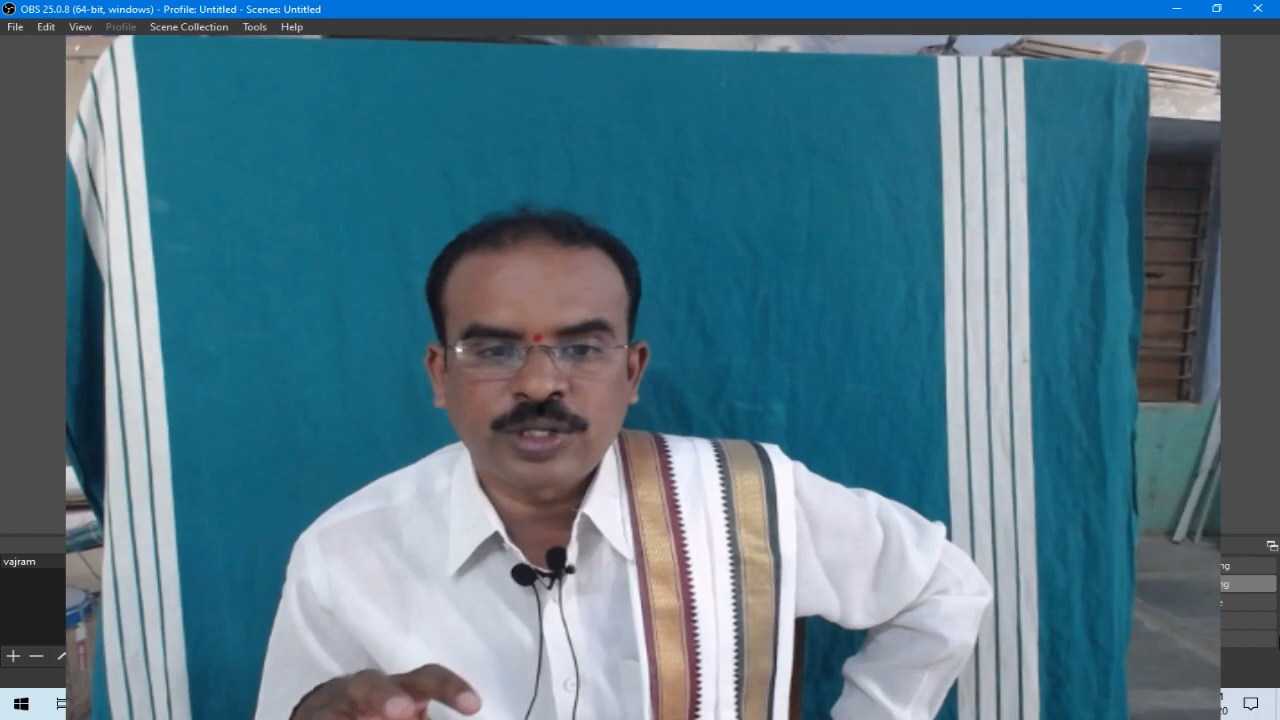 OBS 25.0.8 (64-bit, windows) - Profile: Untitled - Scenes: Untitled
File Edit View Profile Scene Collection Tools Help
vajram